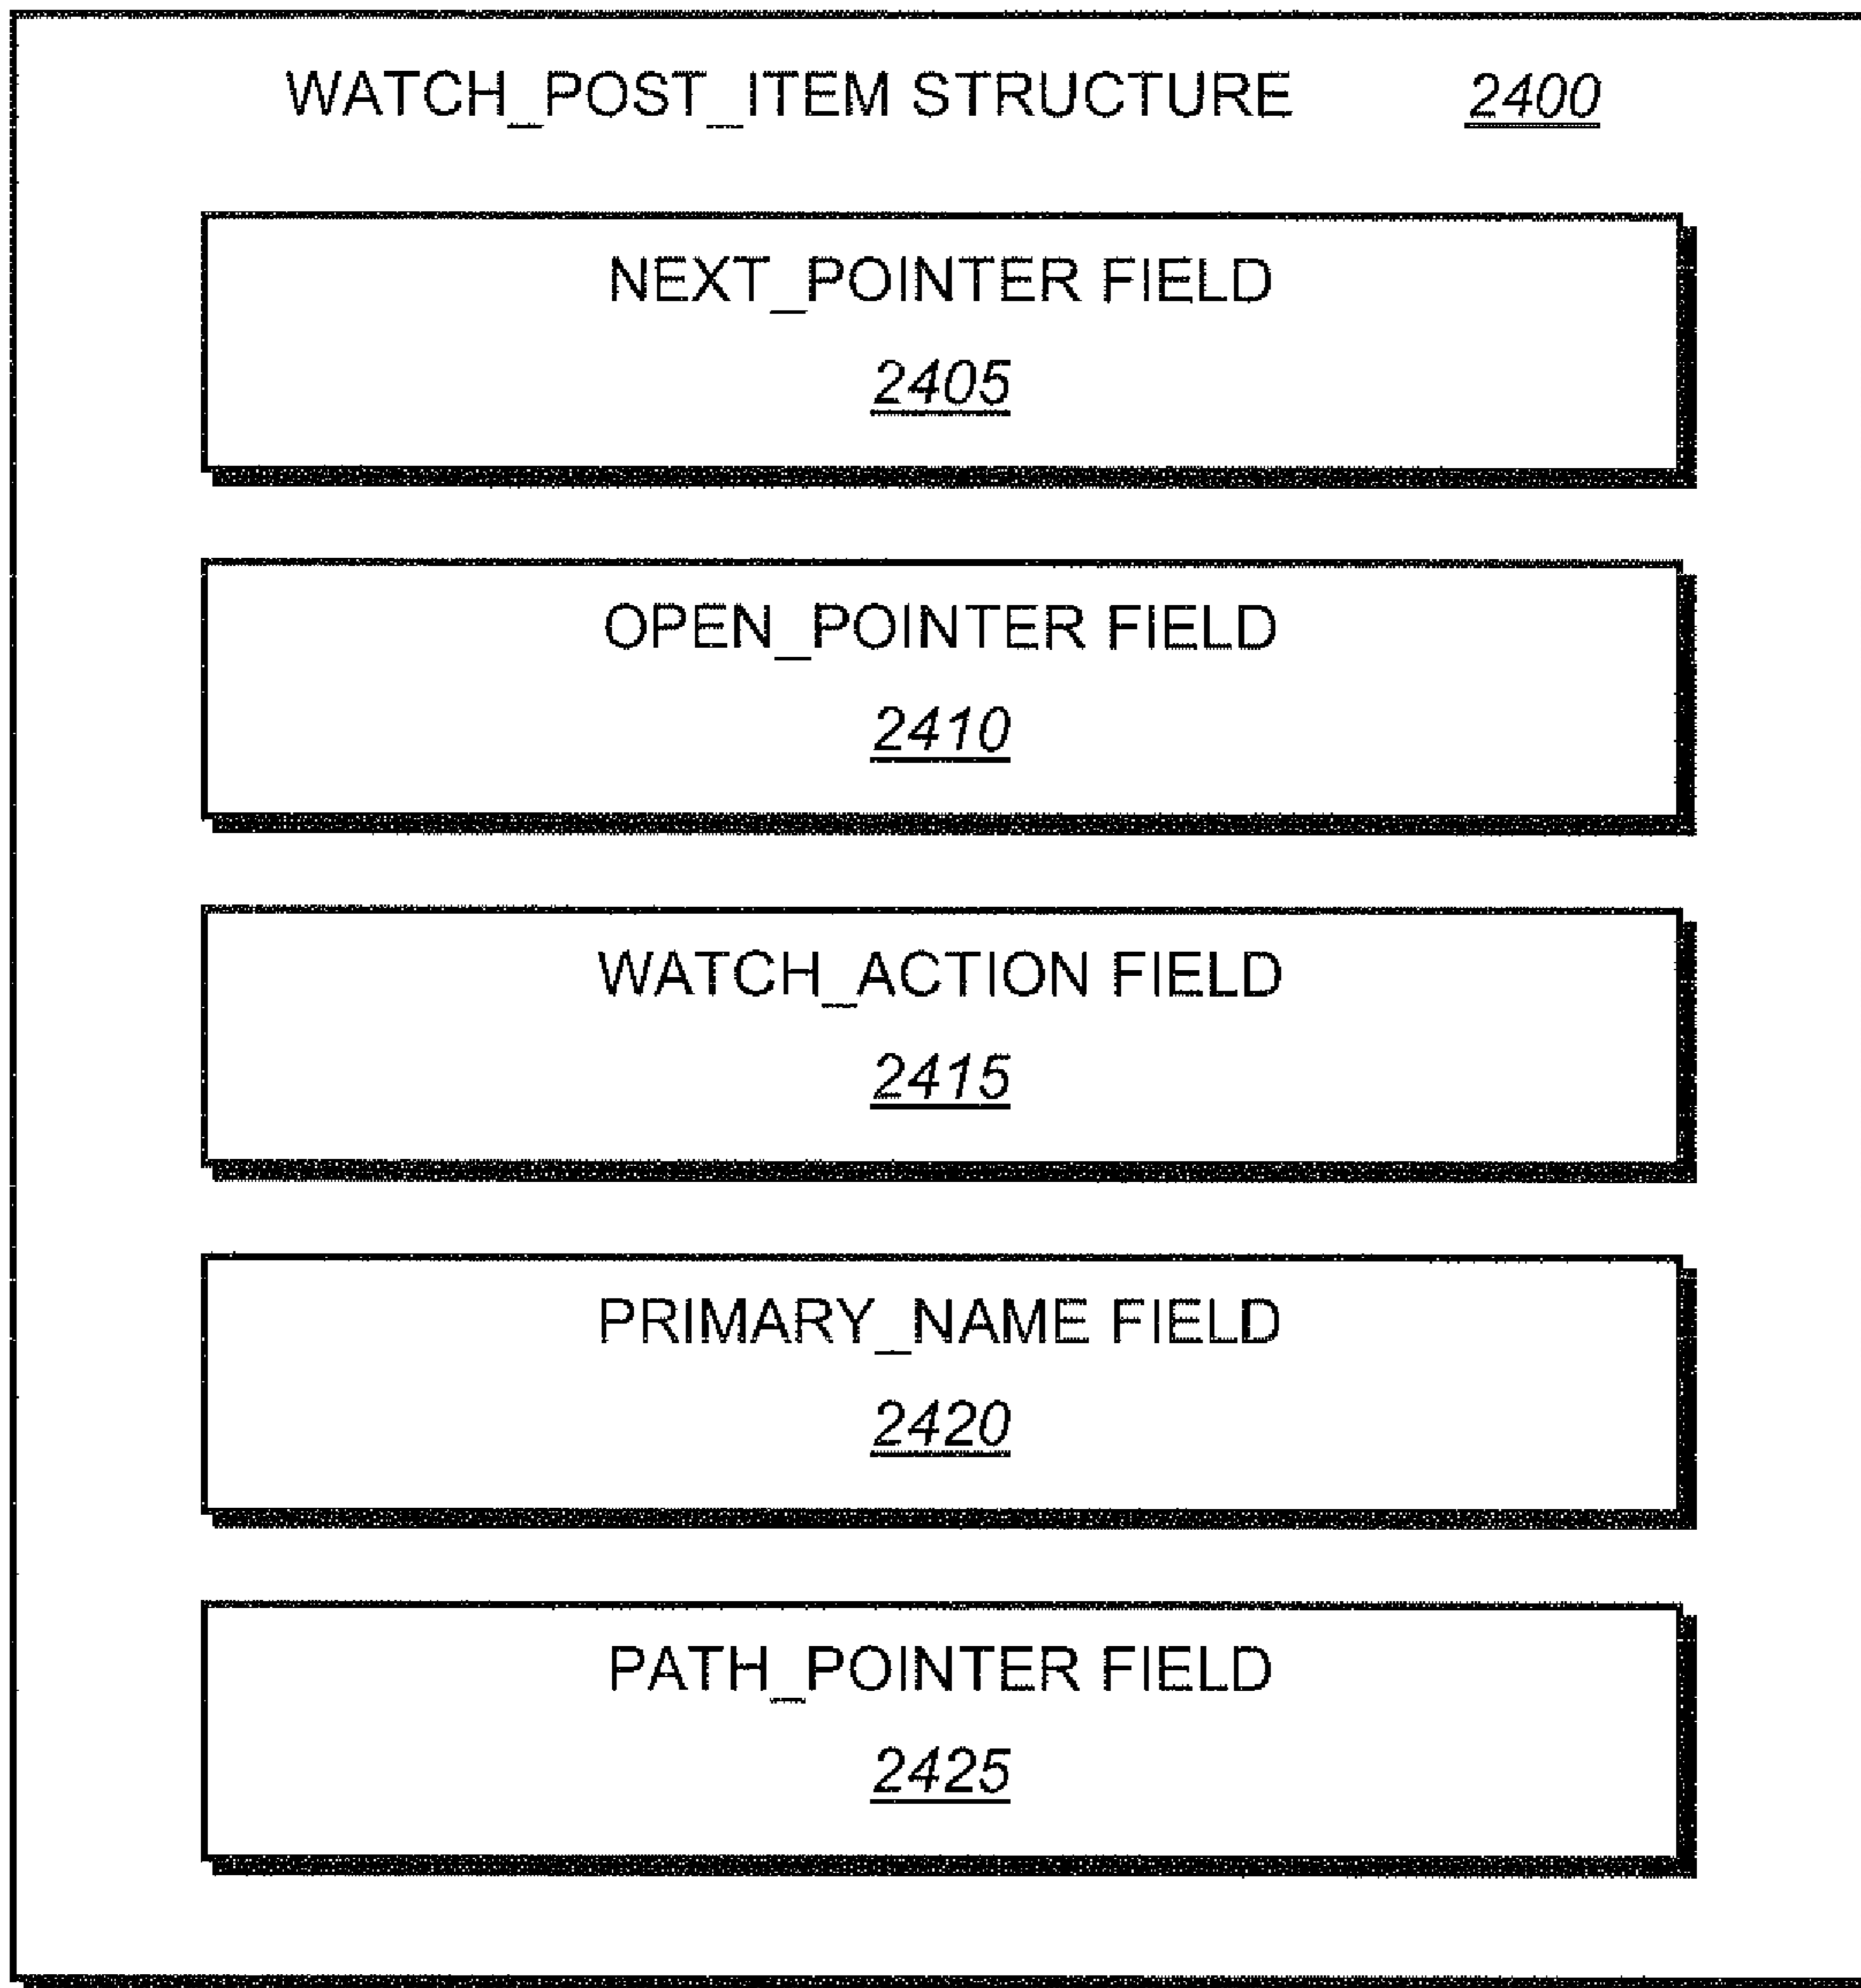 WATCH_POST_ITEM STRUCTURE 2400
NEXT_POINTER FIELD
2405
OPEN_POINTER FIELD
2410
WATCH_ACTION FIELD
2415
PRIMARY_NAME FIELD
2420
PATH_POINTER FIELD
2425